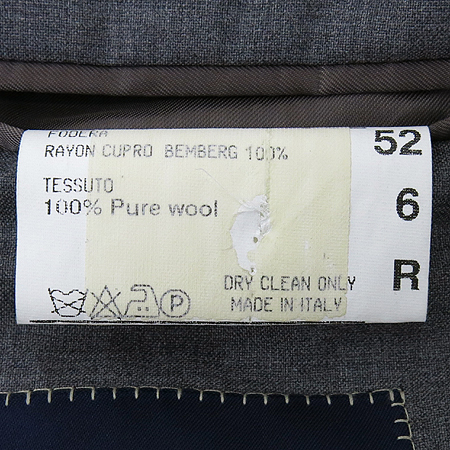 FODERA
RAYON CUPRO BEMBERG 100%
TESSUTO
100% Pure wool
DRY CLEAN ONLY
MADE IN ITALY
P
52
6
R